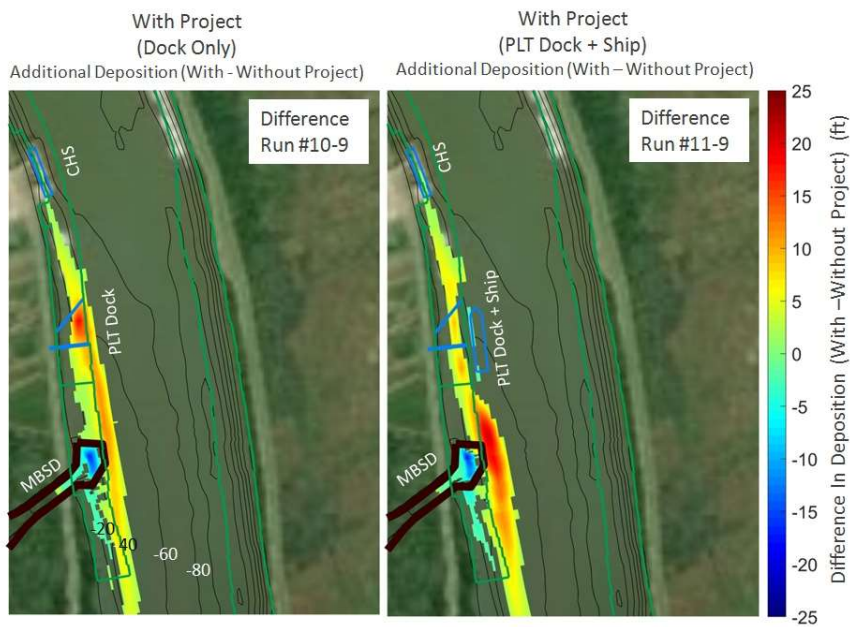 With Project
(Dock Only)
Additional Deposition (With - Without Project)
With Project
(PLT Dock + Ship)
Additional Deposition (With – Without Project)
Difference
Run #10-9
CHS
PLT Dock
MBSD
-20
-40
-60
-80
Difference
Run #11-9
CHS
PLT Dock + Ship
MBSD
25
20
15
10
5
0
-5
-10
-15
-20
-25
Difference In Deposition (With –Without Project) (ft)